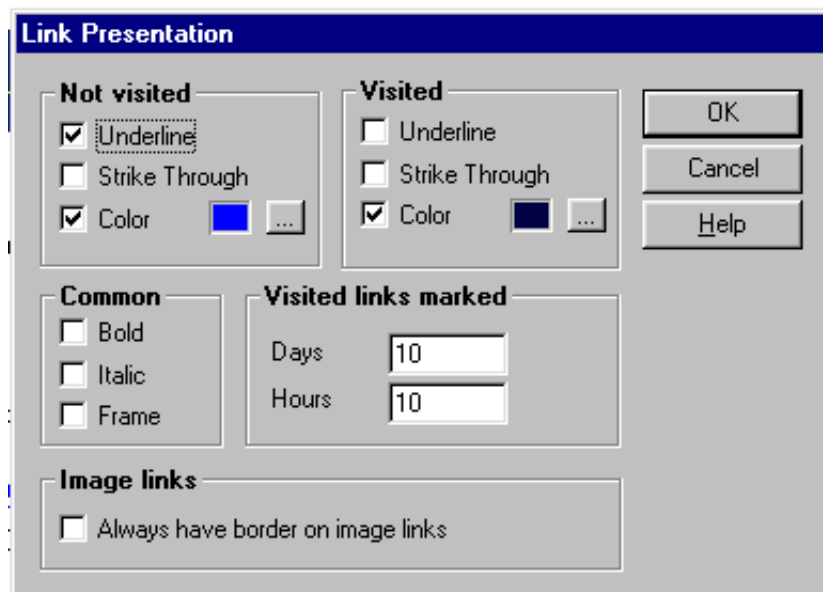 Link Presentation
Not visited
Underline
Strike Through
Color ...
Visited
Underline
Strike Through
Color ...
OK
Cancel
Help
Common
Bold
Italic
Frame
Visited links marked
Days 10
Hours 10
Image links
Always have border on image links